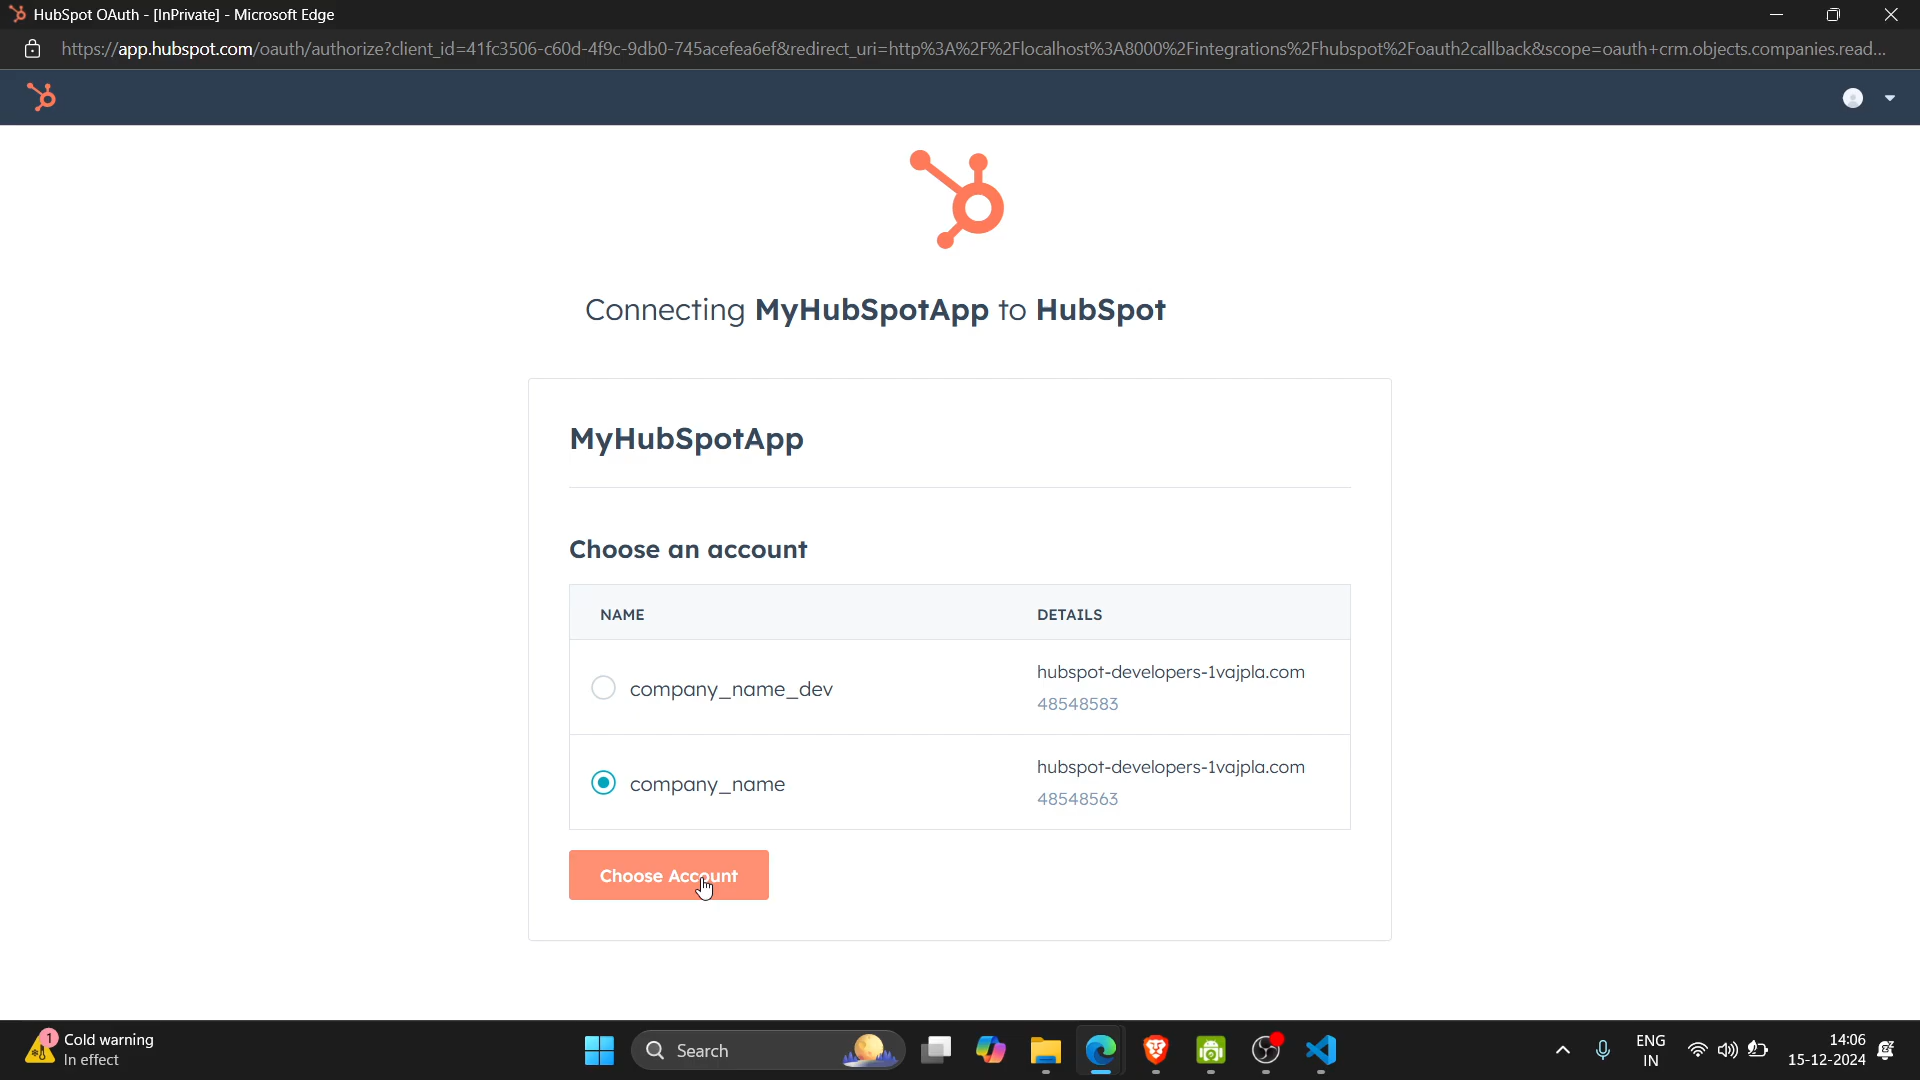 HubSpot OAuth - [InPrivate] - Microsoft Edge
https://app.hubspot.com/oauth/authorize?client_id=41fc3506-c60d-4f9c-9db0-745acefea6ef&redirect_uri=http%3A%2F%2Flocalhost%3A8000%2Fintegrations%2Fhubspot%2Foauth2callback&scope=oauth+crm.objects.companies.read...
Connecting MyHubSpotApp to HubSpot
MyHubSpotApp
Choose an account
NAME DETAILS
company_name_dev hubspot-developers-1vajpla.com
48548583
company_name hubspot-developers-1vajpla.com
48548563
Choose Account
1 Cold warning
In effect
Search
ENG
IN
14:06
15-12-2024